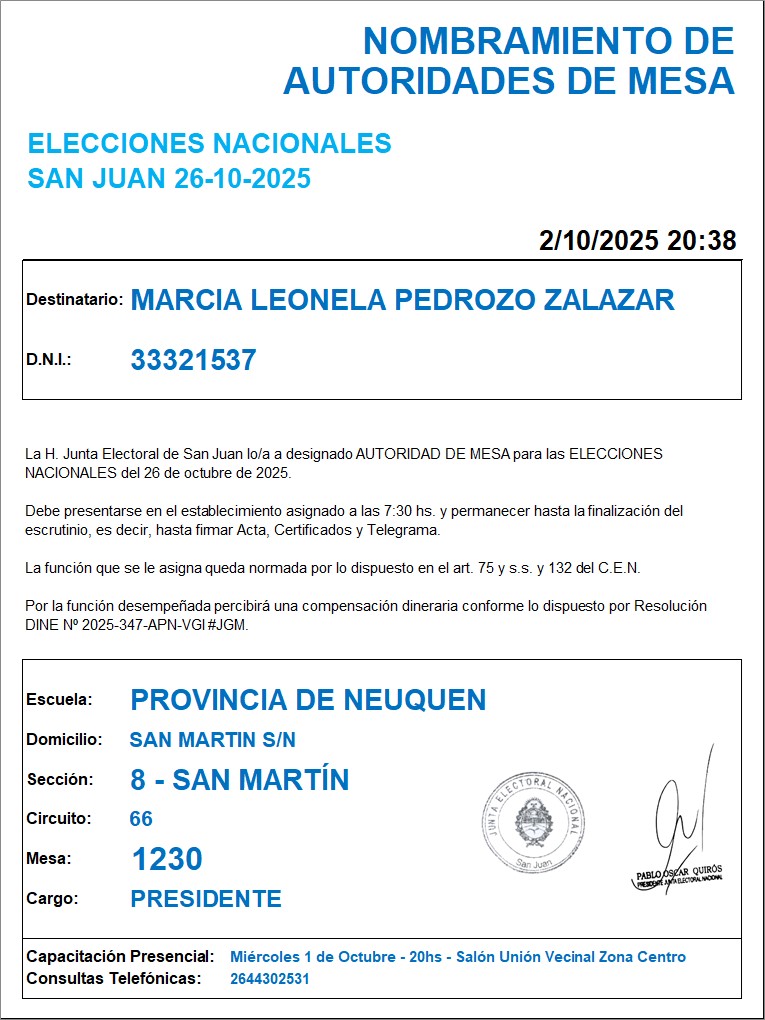 NOMBRAMIENTO DE
AUTORIDADES DE MESA
ELECCIONES NACIONALES
SAN JUAN 26-10-2025
2/10/2025 20:38
Destinatario: MARCIA LEONELA PEDROZO ZALAZAR
D.N.I.: 33321537
La H. Junta Electoral de San Juan lo/a a designado AUTORIDAD DE MESA para las ELECCIONES
NACIONALES del 26 de octubre de 2025.
Debe presentarse en el establecimiento asignado a las 7:30 hs. y permanecer hasta la finalización del
escrutinio, es decir, hasta firmar Acta, Certificados y Telegrama.
La función que se le asigna queda normada por lo dispuesto en el art. 75 y s.s. y 132 del C.E.N.
Por la función desempeñada percibirá una compensación dineraria conforme lo dispuesto por Resolución
DINE Nº 2025-347-APN-VGI#JGM.
Escuela: PROVINCIA DE NEUQUEN
Domicilio: SAN MARTIN S/N
Sección: 8 - SAN MARTÍN
Circuito: 66
Mesa: 1230
Cargo: PRESIDENTE
JUNTA ELECTORAL NACIONAL
San Juan
PABLO OSCAR QUIRÓS
PRESIDENTE JUNTA ELECTORAL NACIONAL
Capacitación Presencial: Miércoles 1 de Octubre - 20hs - Salón Unión Vecinal Zona Centro
Consultas Telefónicas: 2644302531